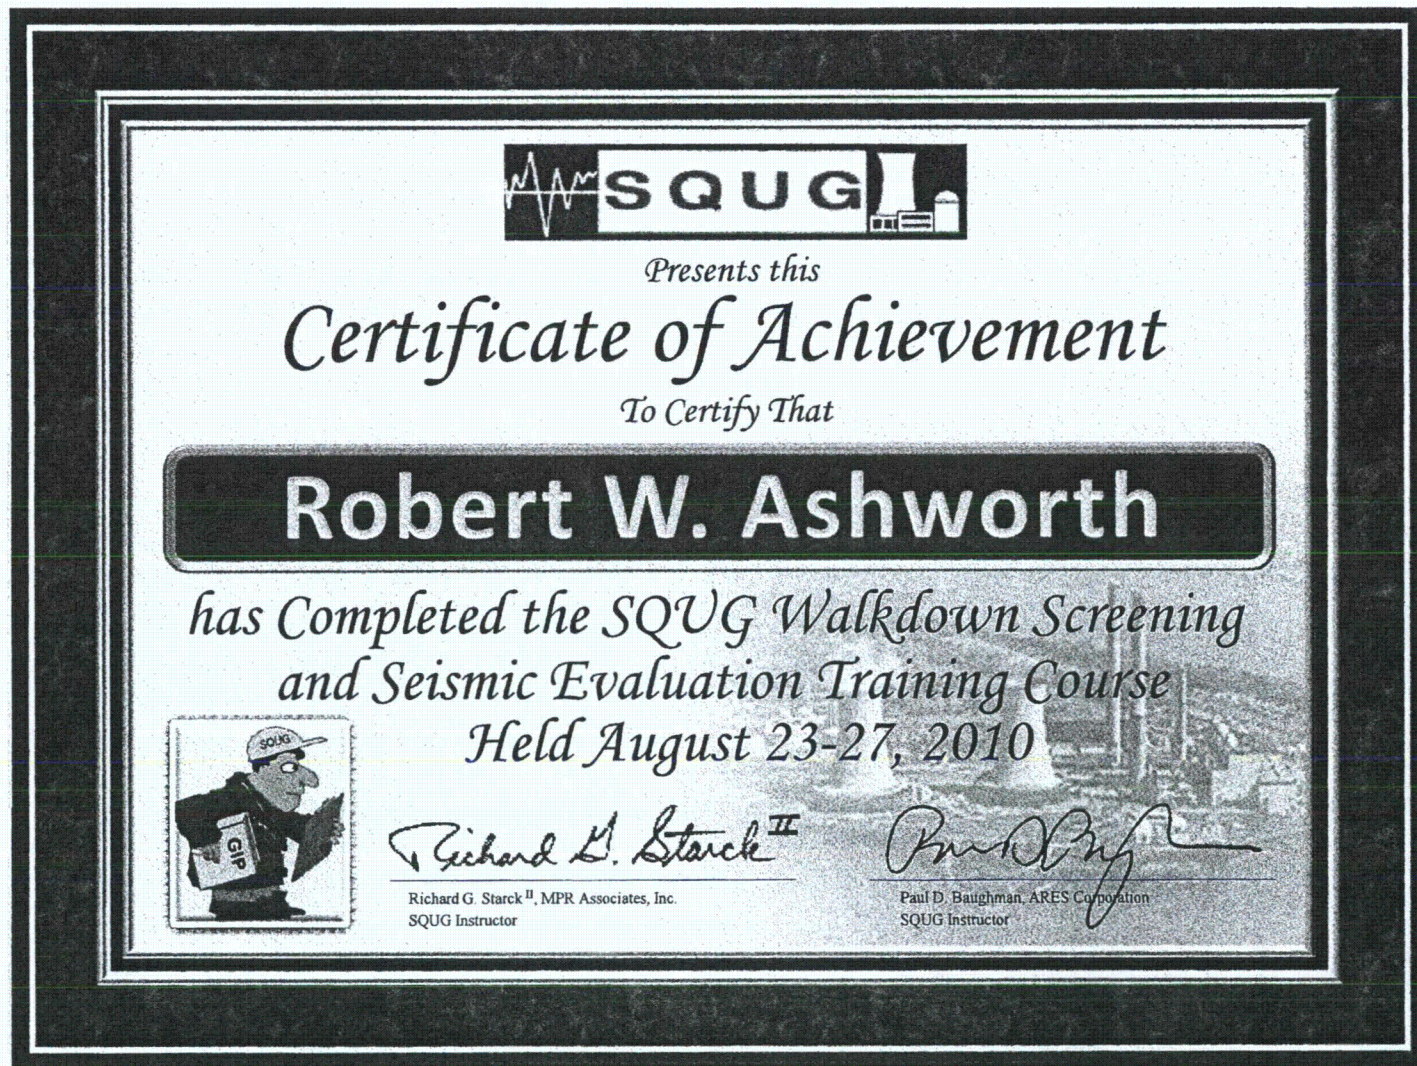 SQUG
Presents this
Certificate of Achievement
To Certify That
Robert W. Ashworth
has Completed the SQUG Walkdown Screening
and Seismic Evaluation Training Course
Held August 23-27, 2010
SQUG
GIP
Richard G. Starck II
Richard G. Starck II, MPR Associates, Inc.
SQUG Instructor
Paul D. Baughman, ARES Corporation
SQUG Instructor